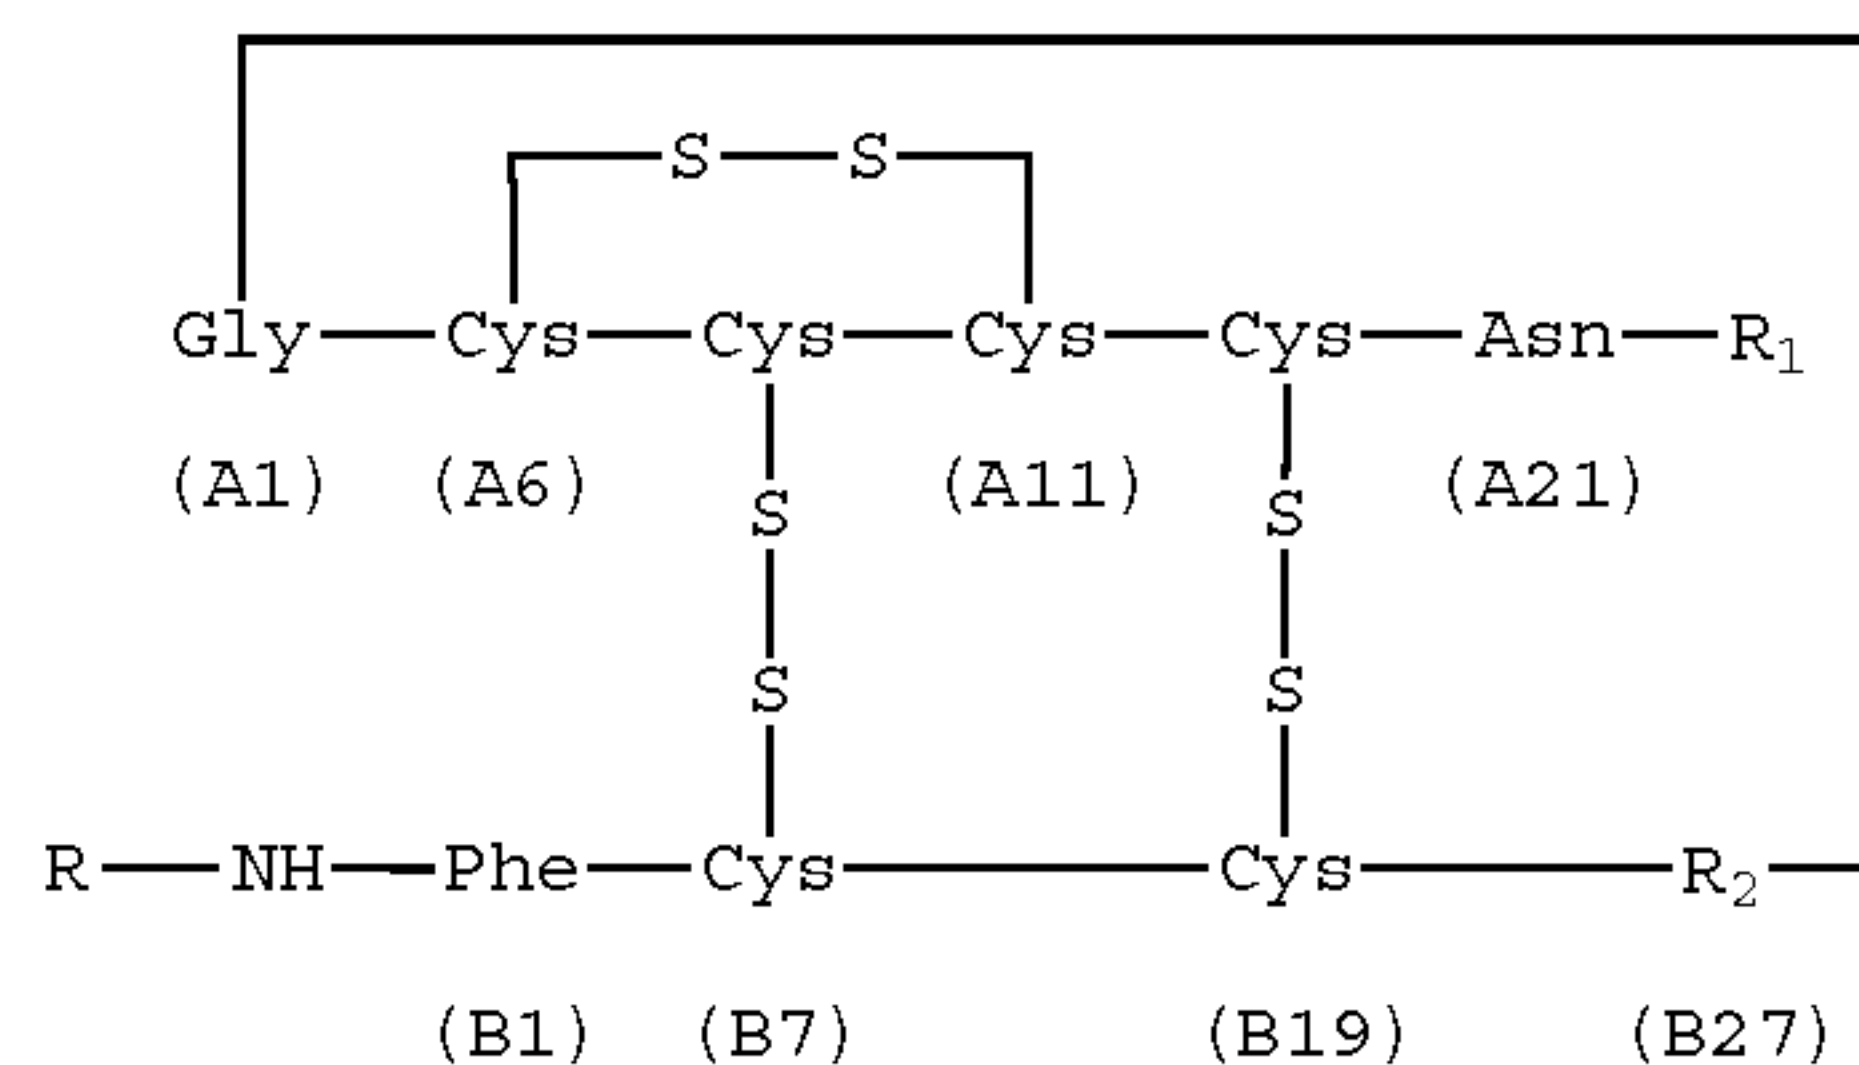 S S
Gly Cys Cys Cys Cys Asn R₁
(A1) (A6) (A11) (A21)
S S
S S
R NH Phe Cys Cys R₂
(B1) (B7) (B19) (B27)